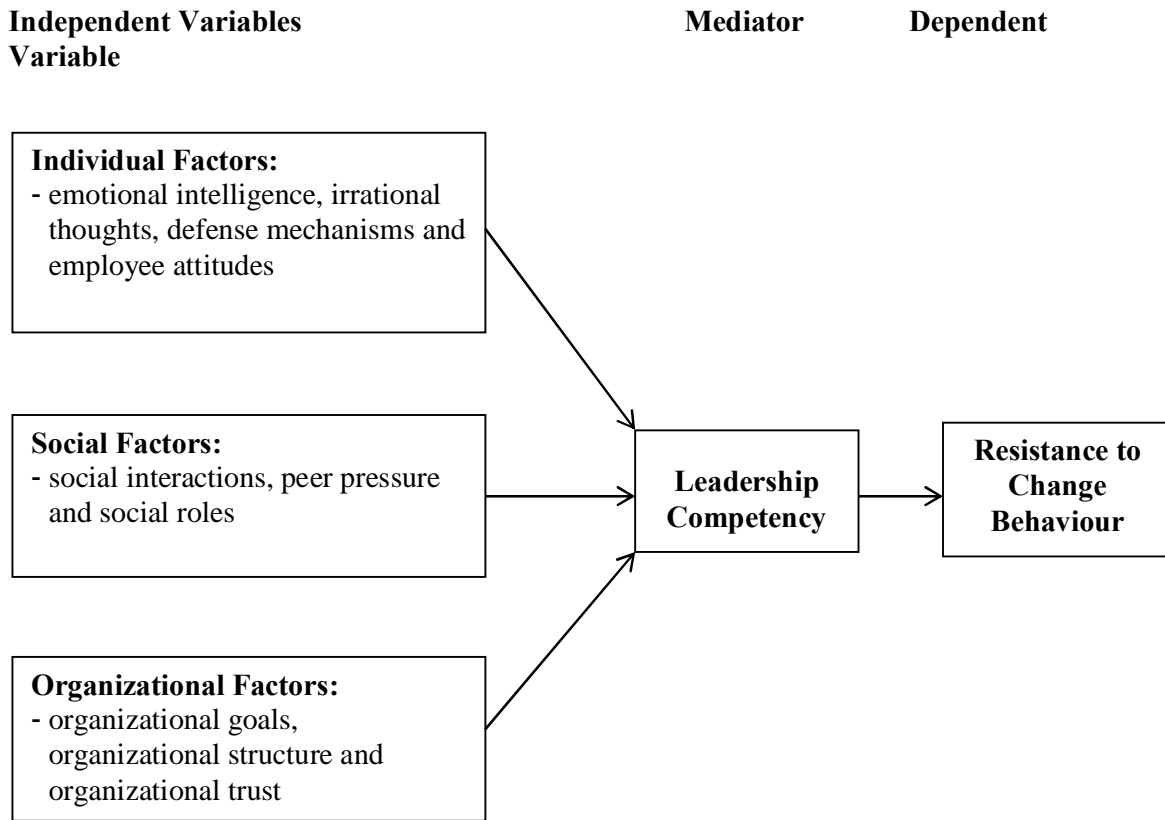 Independent Variables Mediator Dependent
Variable
Individual Factors:
- emotional intelligence, irrational
thoughts, defense mechanisms and
employee attitudes
Social Factors:
- social interactions, peer pressure
and social roles
Leadership
Competency
Resistance to
Change
Behaviour
Organizational Factors:
- organizational goals,
organizational structure and
organizational trust